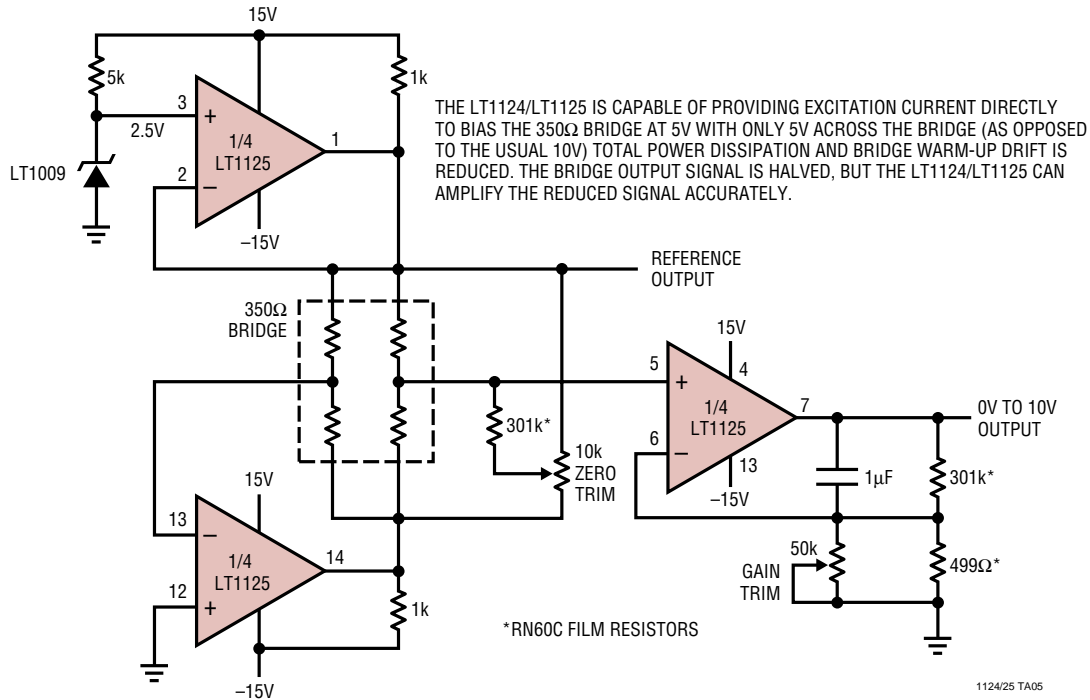 15V
5k
1k
3
+
2.5V
1/4
LT1125
1
LT1009
2
–
–15V
THE LT1124/LT1125 IS CAPABLE OF PROVIDING EXCITATION CURRENT DIRECTLY
TO BIAS THE 350Ω BRIDGE AT 5V WITH ONLY 5V ACROSS THE BRIDGE (AS OPPOSED
TO THE USUAL 10V) TOTAL POWER DISSIPATION AND BRIDGE WARM-UP DRIFT IS
REDUCED. THE BRIDGE OUTPUT SIGNAL IS HALVED, BUT THE LT1124/LT1125 CAN
AMPLIFY THE REDUCED SIGNAL ACCURATELY.
REFERENCE
OUTPUT
350Ω
BRIDGE
301k*
10k
ZERO
TRIM
15V
5
4
+
1/4
LT1125
7
6
–
13
–15V
0V TO 10V
OUTPUT
1µF
301k*
50k
GAIN
TRIM
499Ω*
15V
13
–
1/4
LT1125
14
12
+
1k
–15V
*RN60C FILM RESISTORS
1124/25 TA05